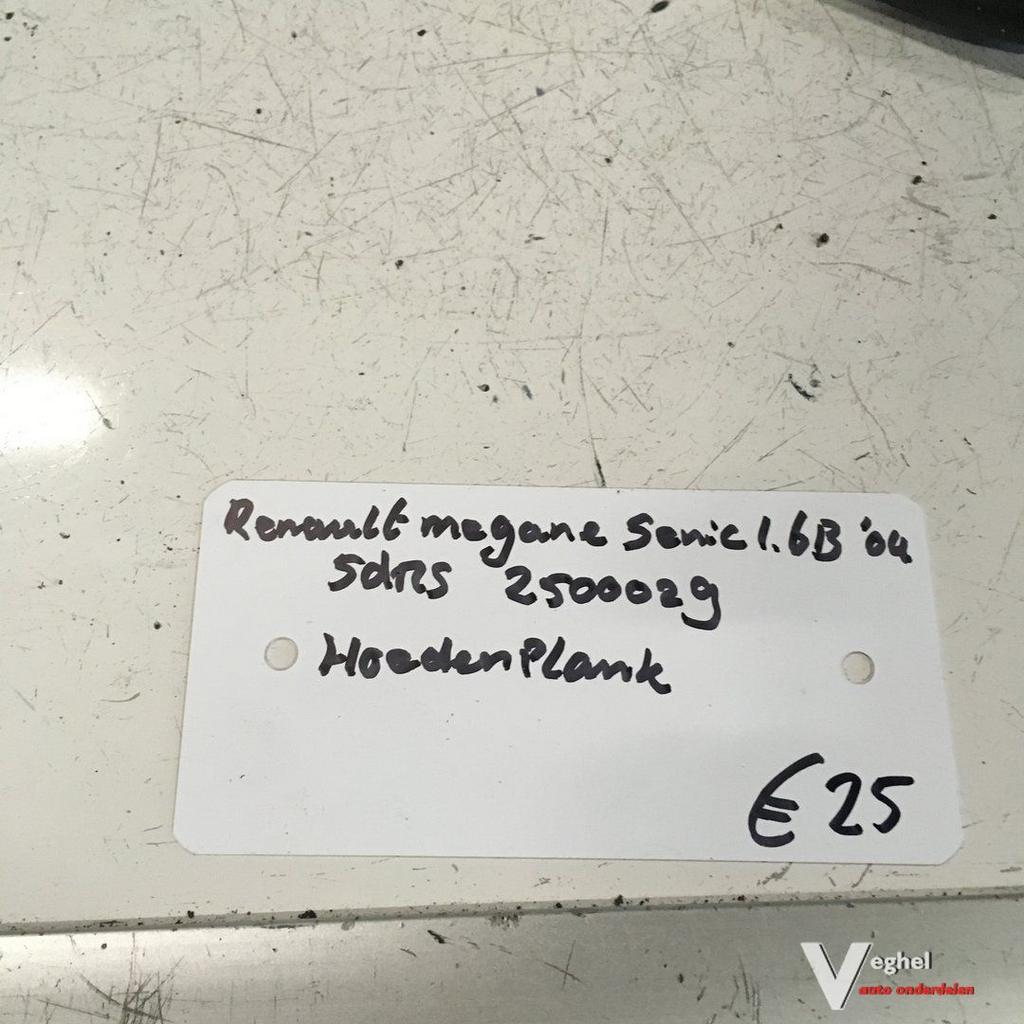 Renault megane Senic 1.6B '04
5drs 2500029
HoedenPlank
€25
Veghel
auto onderdelen